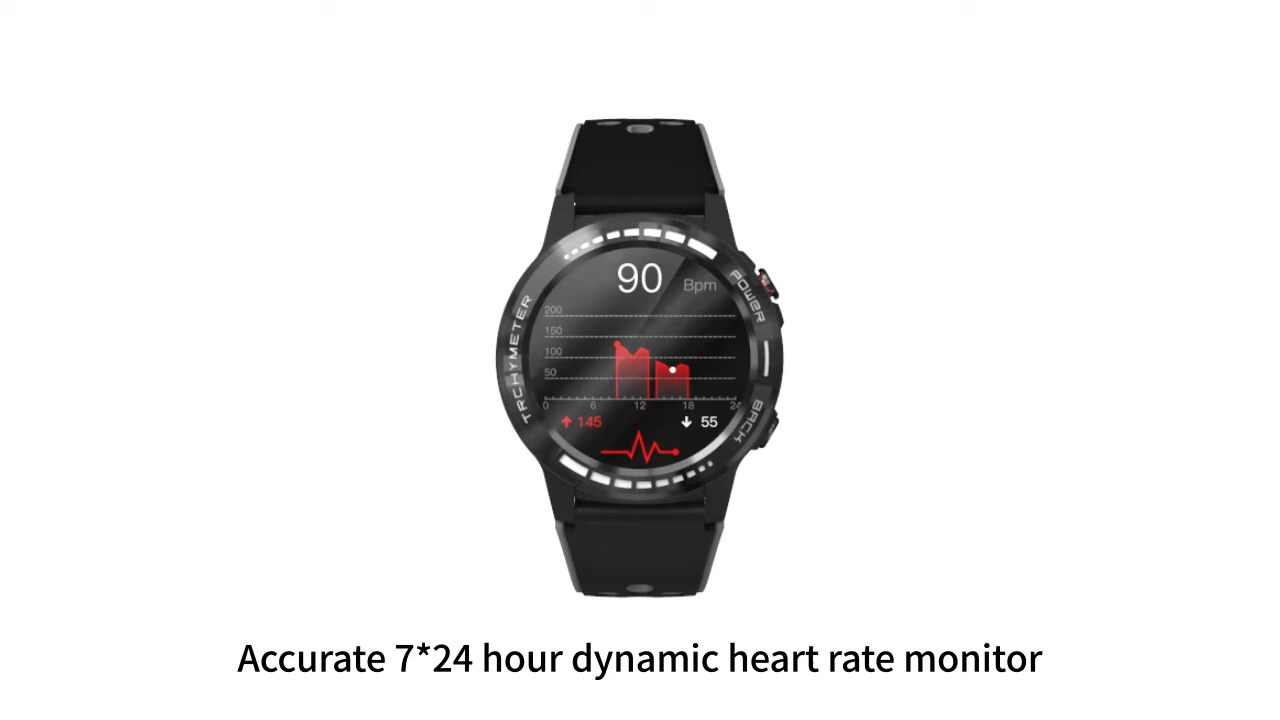 90 Bpm
200
150
100
50
0 6 12 18 24
145 55
TACHYMETER
POWER
BACK
Accurate 7*24 hour dynamic heart rate monitor